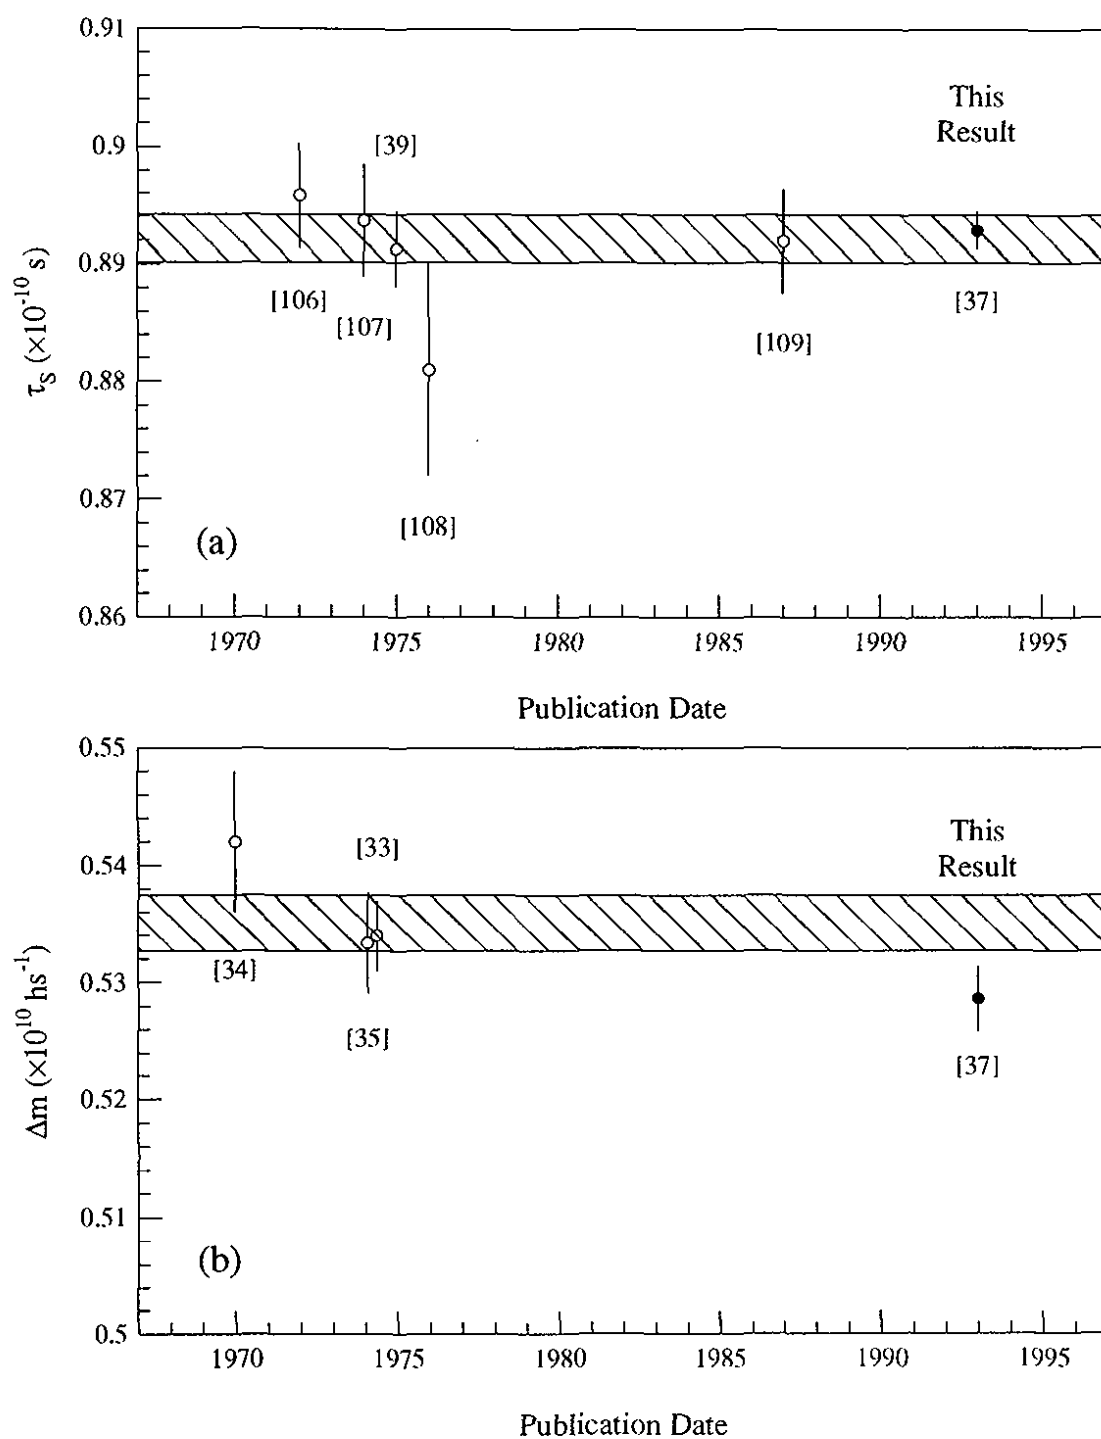 0.91
This
Result
0.9
[39]
0.89
[106]
[107]
[37]
[109]
0.88
0.87
[108]
(a)
0.86
τS (×10-10 s)
1970 1975 1980 1985 1990 1995
Publication Date
0.55
This
Result
[33]
0.54
[34]
0.53
[35]
[37]
0.52
0.51
(b)
0.5
Δm (×1010 hs-1)
1970 1975 1980 1985 1990 1995
Publication Date